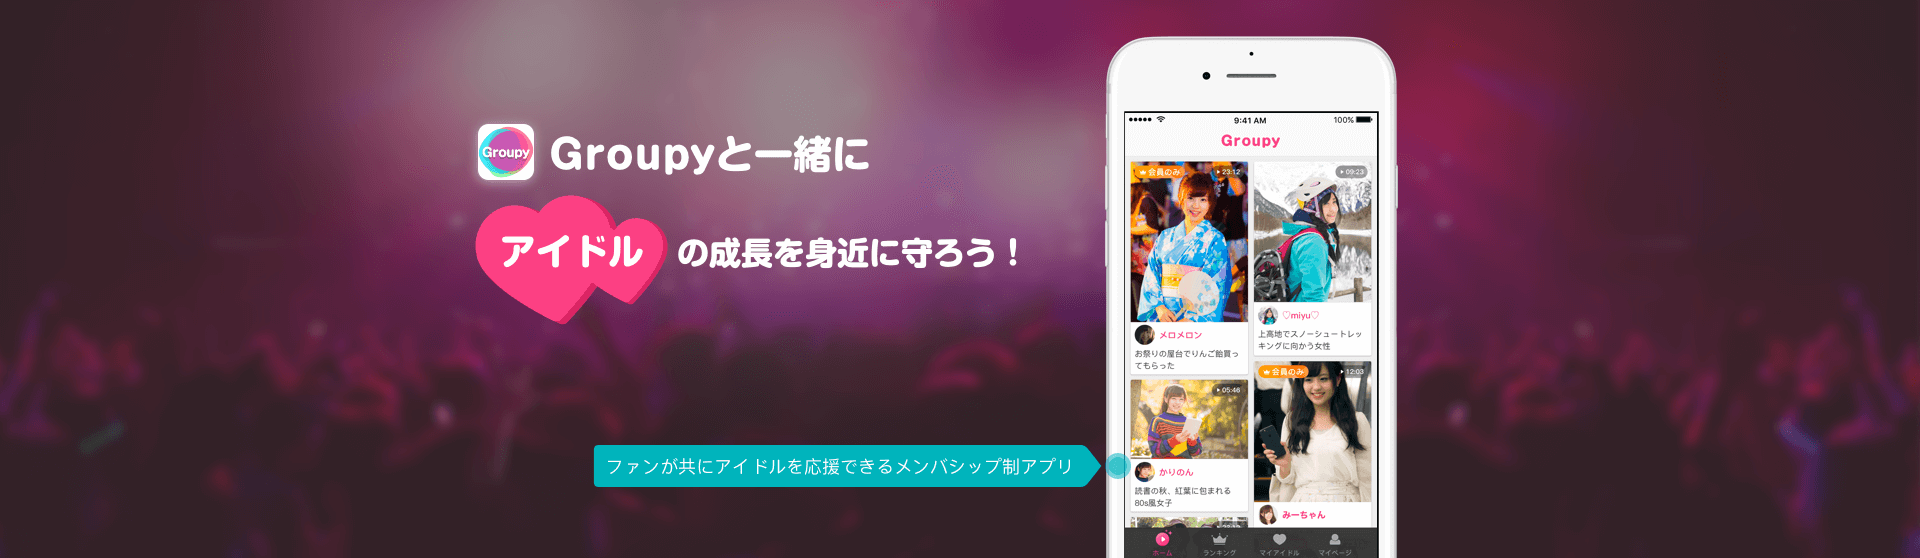 Groupy
Groupyと一緒に
アイドル
の成長を身近に守ろう！
ファンが共にアイドルを応援できるメンバシップ制アプリ
9:41 AM
100%
Groupy
会員のみ
23:12
メロメロン
お祭りの屋台でりんご飴買っ
てもらった
05:46
かりのん
読書の秋、紅葉に包まれる
80s風女子
09:23
♡miyu♡
上高地でスノーシュートレッ
キングに向かう女性
会員のみ
12:03
みーちゃん
ホーム
ランキング
マイアイドル
マイページ